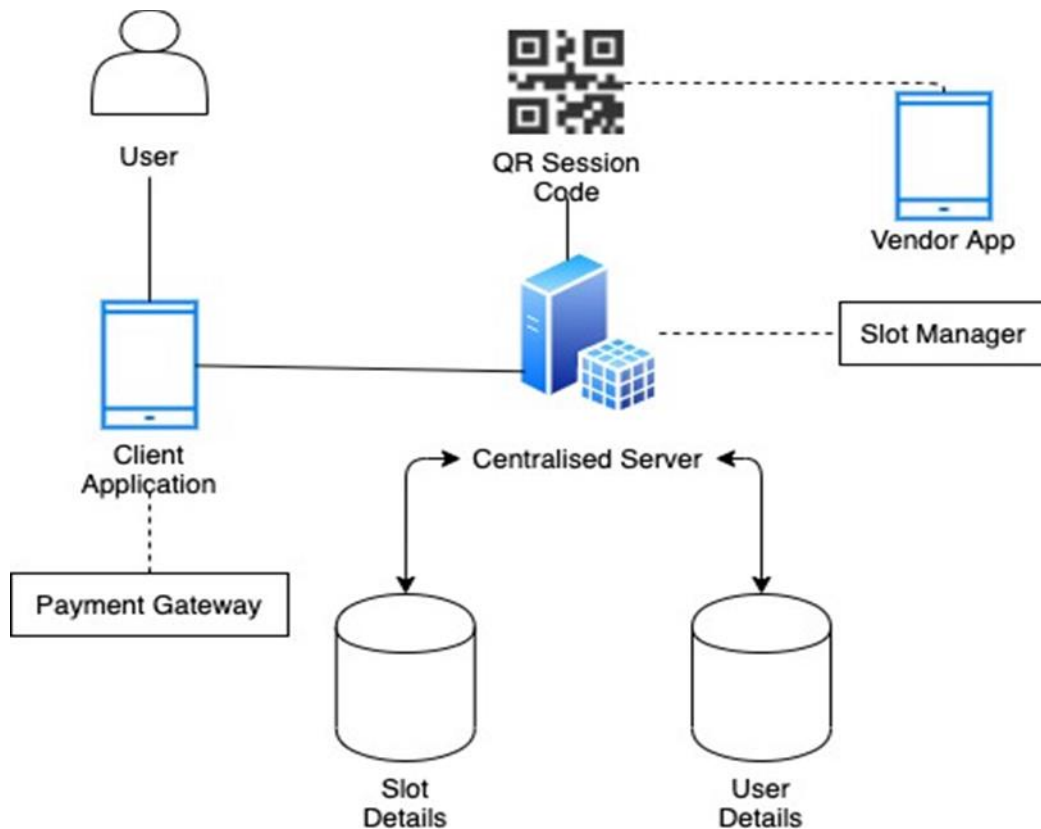 User
QR Session
Code
Vendor App
Slot Manager
Client
Application
Centralised Server
Payment Gateway
Slot
Details
User
Details